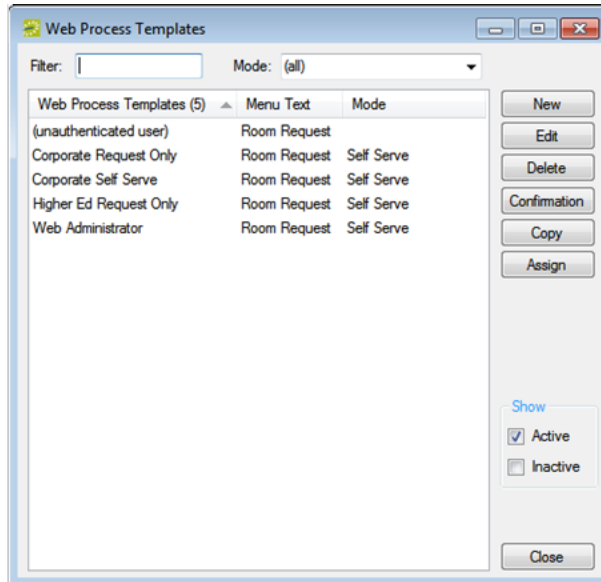 Web Process Templates
Filter: Mode: (all)
Web Process Templates (5) Menu Text Mode
(unauthenticated user) Room Request
Corporate Request Only Room Request Self Serve
Corporate Self Serve Room Request Self Serve
Higher Ed Request Only Room Request Self Serve
Web Administrator Room Request Self Serve
New
Edit
Delete
Confirmation
Copy
Assign
Show
Active
Inactive
Close